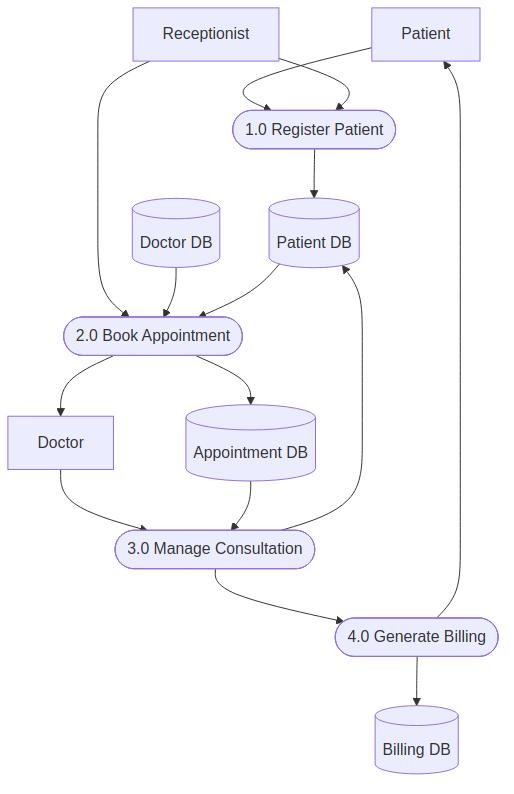 Receptionist
Patient
1.0 Register Patient
Doctor DB
Patient DB
2.0 Book Appointment
Doctor
Appointment DB
3.0 Manage Consultation
4.0 Generate Billing
Billing DB